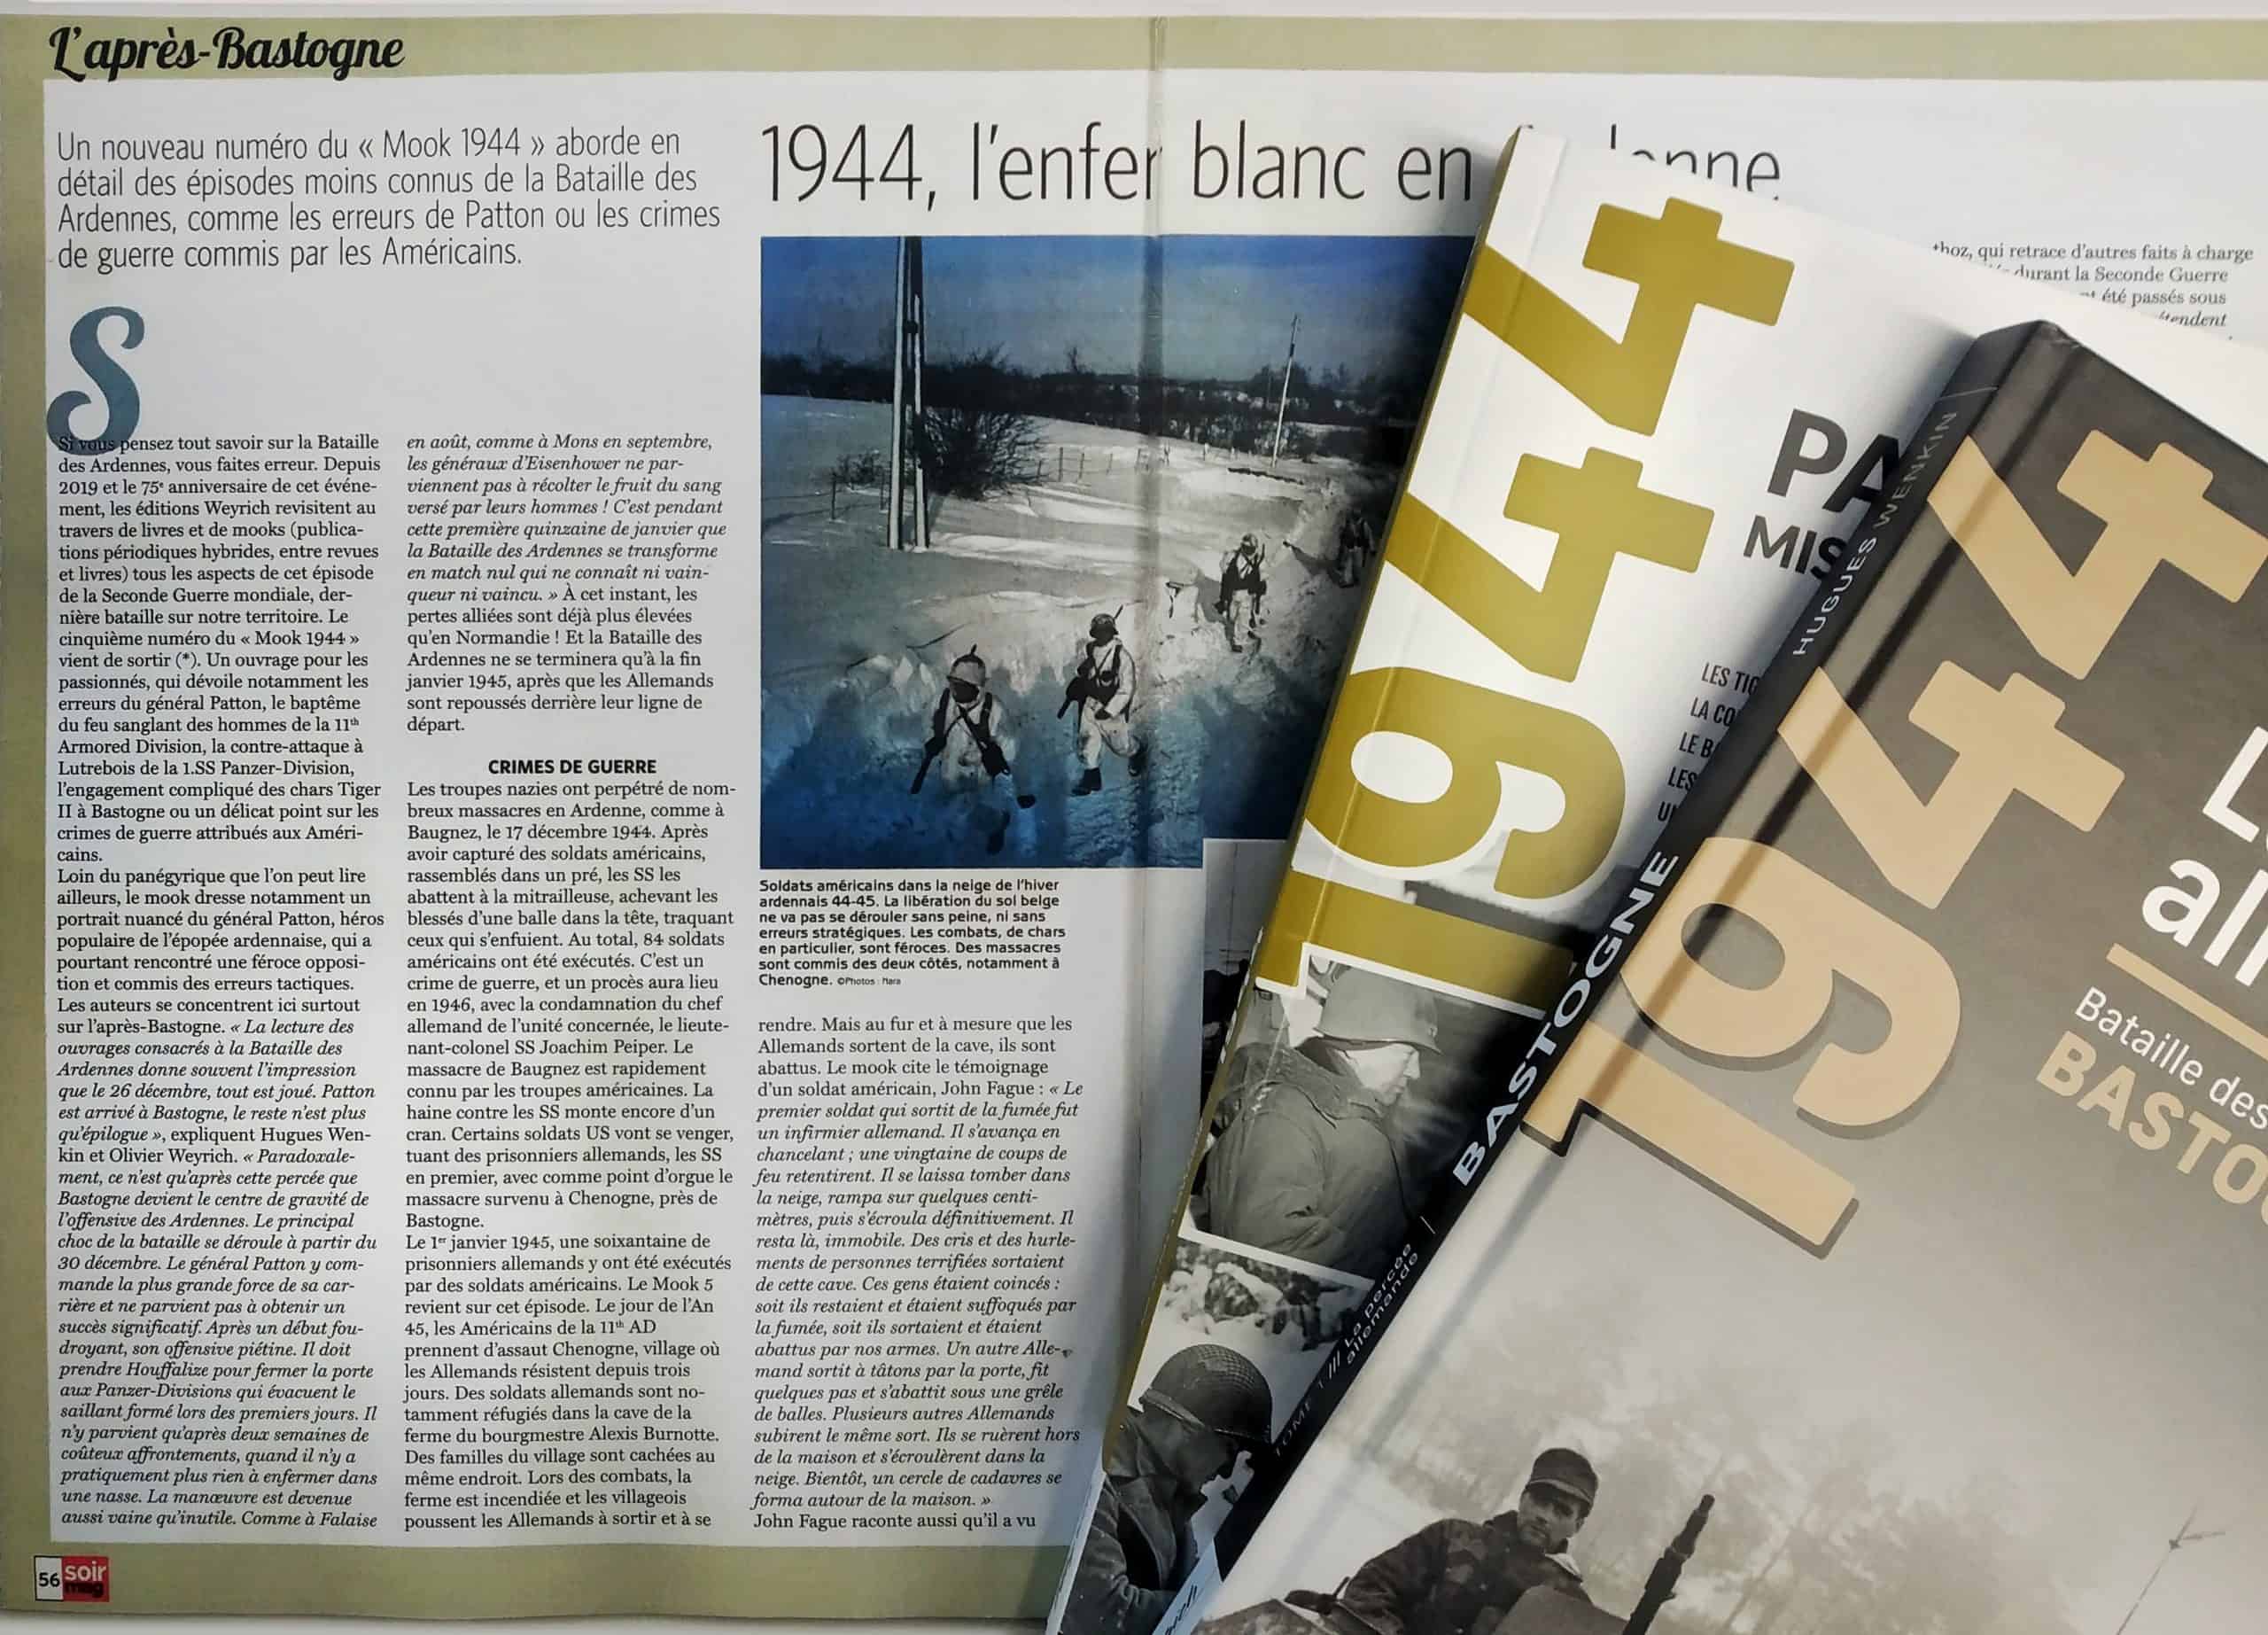 L'après-Bastogne
Un nouveau numéro du « Mook 1944 » aborde en
détail des épisodes moins connus de la Bataille des
Ardennes, comme les erreurs de Patton ou les crimes
de guerre commis par les Américains.
1944, l'enfer blanc en
S
Si vous pensez tout savoir sur la Bataille
des Ardennes, vous faites erreur. Depuis
2019 et le 75e anniversaire de cet événe-
ment, les éditions Weyrich revisitent au
travers de livres et de mooks (publica-
tions périodiques hybrides, entre revues
et livres) tous les aspects de cet épisode
de la Seconde Guerre mondiale, der-
nière bataille sur notre territoire. Le
cinquième numéro du « Mook 1944 »
vient de sortir (*). Un ouvrage pour les
passionnés, qui dévoile notamment les
erreurs du général Patton, le baptême
du feu sanglant des hommes de la 11th
Armored Division, la contre-attaque à
Lutrebois de la 1.SS Panzer-Division,
l'engagement compliqué des chars Tiger
II à Bastogne ou un délicat point sur les
crimes de guerre attribués aux Améri-
cains.
Loin du panégyrique que l'on peut lire
ailleurs, le mook dresse notamment un
portrait nuancé du général Patton, héros
populaire de l'épopée ardennaise, qui a
pourtant rencontré une féroce opposi-
tion et commis des erreurs tactiques.
Les auteurs se concentrent ici surtout
sur l'après-Bastogne. « La lecture des
ouvrages consacrés à la Bataille des
Ardennes donne souvent l'impression
que le 26 décembre, tout est joué. Patton
est arrivé à Bastogne, le reste n'est plus
qu'épilogue », expliquent Hugues Wen-
kin et Olivier Weyrich. « Paradoxale-
ment, ce n'est qu'après cette percée que
Bastogne devient le centre de gravité de
l'offensive des Ardennes. Le principal
choc de la bataille se déroule à partir du
30 décembre. Le général Patton y com-
mande la plus grande force de sa car-
rière et ne parvient pas à obtenir un
succès significatif. Après un début fou-
droyant, son offensive piétine. Il doit
prendre Houffalize pour fermer la porte
aux Panzer-Divisions qui évacuent le
saillant formé lors des premiers jours. Il
n'y parvient qu'après deux semaines de
coûteux affrontements, quand il n'y a
pratiquement plus rien à enfermer dans
une nasse. La manœuvre est devenue
aussi vaine qu'inutile. Comme à Falaise
en août, comme à Mons en septembre,
les généraux d'Eisenhower ne par-
viennent pas à récolter le fruit du sang
versé par leurs hommes ! C'est pendant
cette première quinzaine de janvier que
la Bataille des Ardennes se transforme
en match nul qui ne connaît ni vain-
queur ni vaincu. » À cet instant, les
pertes alliées sont déjà plus élevées
qu'en Normandie ! Et la Bataille des
Ardennes ne se terminera qu'à la fin
janvier 1945, après que les Allemands
sont repoussés derrière leur ligne de
départ.
CRIMES DE GUERRE
Les troupes nazies ont perpétré de nom-
breux massacres en Ardenne, comme à
Baugnez, le 17 décembre 1944. Après
avoir capturé des soldats américains,
rassemblés dans un pré, les SS les
abattent à la mitrailleuse, achevant les
blessés d'une balle dans la tête, traquant
ceux qui s'enfuient. Au total, 84 soldats
américains ont été exécutés. C'est un
crime de guerre, et un procès aura lieu
en 1946, avec la condamnation du chef
allemand de l'unité concernée, le lieute-
nant-colonel SS Joachim Peiper. Le
massacre de Baugnez est rapidement
connu par les troupes américaines. La
haine contre les SS monte encore d'un
cran. Certains soldats US vont se venger,
tuant des prisonniers allemands, les SS
en premier, avec comme point d'orgue le
massacre survenu à Chenogne, près de
Bastogne.
Le 1er janvier 1945, une soixantaine de
prisonniers allemands y ont été exécutés
par des soldats américains. Le Mook 5
revient sur cet épisode. Le jour de l'An
45, les Américains de la 11th AD
prennent d'assaut Chenogne, village où
les Allemands résistent depuis trois
jours. Des soldats allemands sont no-
tamment réfugiés dans la cave de la
ferme du bourgmestre Alexis Burnotte.
Des familles du village sont cachées au
même endroit. Lors des combats, la
ferme est incendiée et les villageois
poussent les Allemands à sortir et à se
Soldats américains dans la neige de l'hiver
ardennais 44-45. La libération du sol belge
ne va pas se dérouler sans peine, ni sans
erreurs stratégiques. Les combats, de chars
en particulier, sont féroces. Des massacres
sont commis des deux côtés, notamment à
Chenogne. ©Photos : Nara
rendre. Mais au fur et à mesure que les
Allemands sortent de la cave, ils sont
abattus. Le mook cite le témoignage
d'un soldat américain, John Fague : « Le
premier soldat qui sortit de la fumée fut
un infirmier allemand. Il s'avança en
chancelant ; une vingtaine de coups de
feu retentirent. Il se laissa tomber dans
la neige, rampa sur quelques centi-
mètres, puis s'écroula définitivement. Il
resta là, immobile. Des cris et des hurle-
ments de personnes terrifiées sortaient
de cette cave. Ces gens étaient coincés :
soit ils restaient et étaient suffoqués par
la fumée, soit ils sortaient et étaient
abattus par nos armes. Un autre Alle-
mand sortit à tâtons par la porte, fit
quelques pas et s'abattit sous une grêle
de balles. Plusieurs autres Allemands
subirent le même sort. Ils se ruèrent hors
de la maison et s'écroulèrent dans la
neige. Bientôt, un cercle de cadavres se
forma autour de la maison. »
John Fague raconte aussi qu'il a vu
qui retrace d'autres faits à charge
durant la Seconde Guerre
été passés sous
1944
PA
MIS
LES TIG
LA CO
LE B
LES
HUGUES WENKIN
BASTOGNE
TOME 1 /// La percée
allemande
1944
L
all
Bataille des
BASTO
56 soir
mag